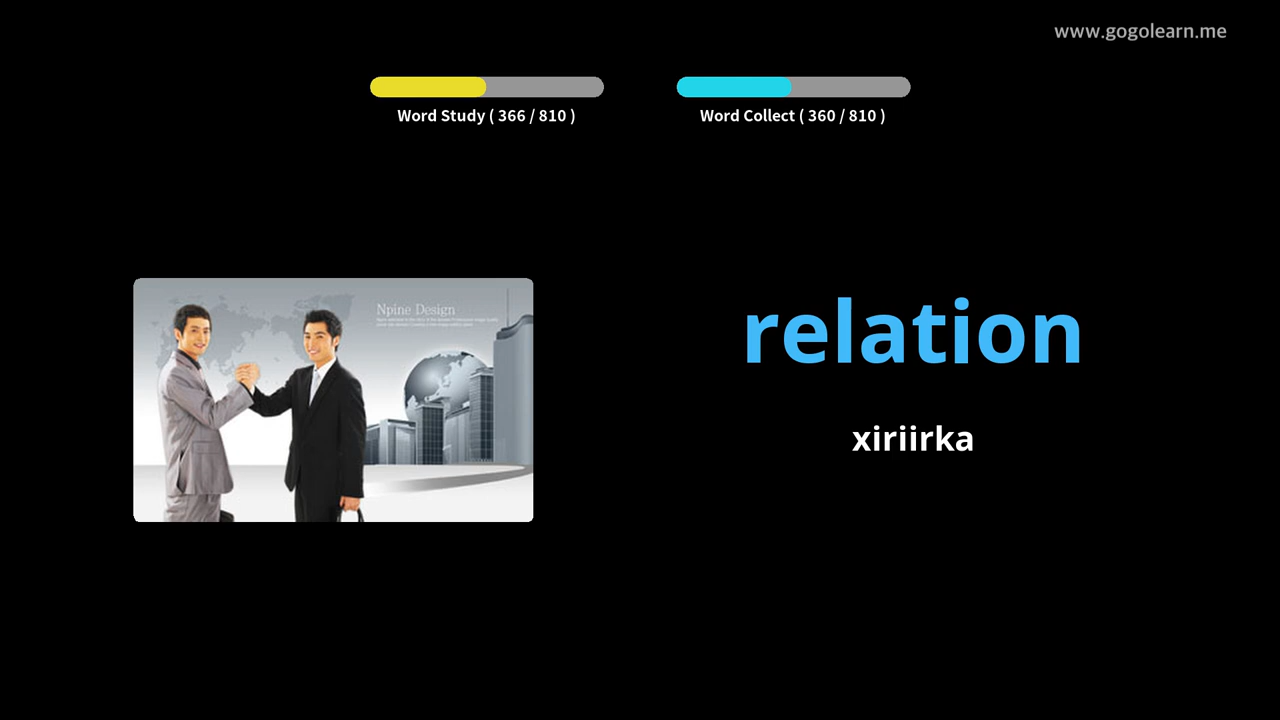 www.gogolearn.me
Word Study ( 366 / 810 )
Word Collect ( 360 / 810 )
Npine Design
relation
xiriirka